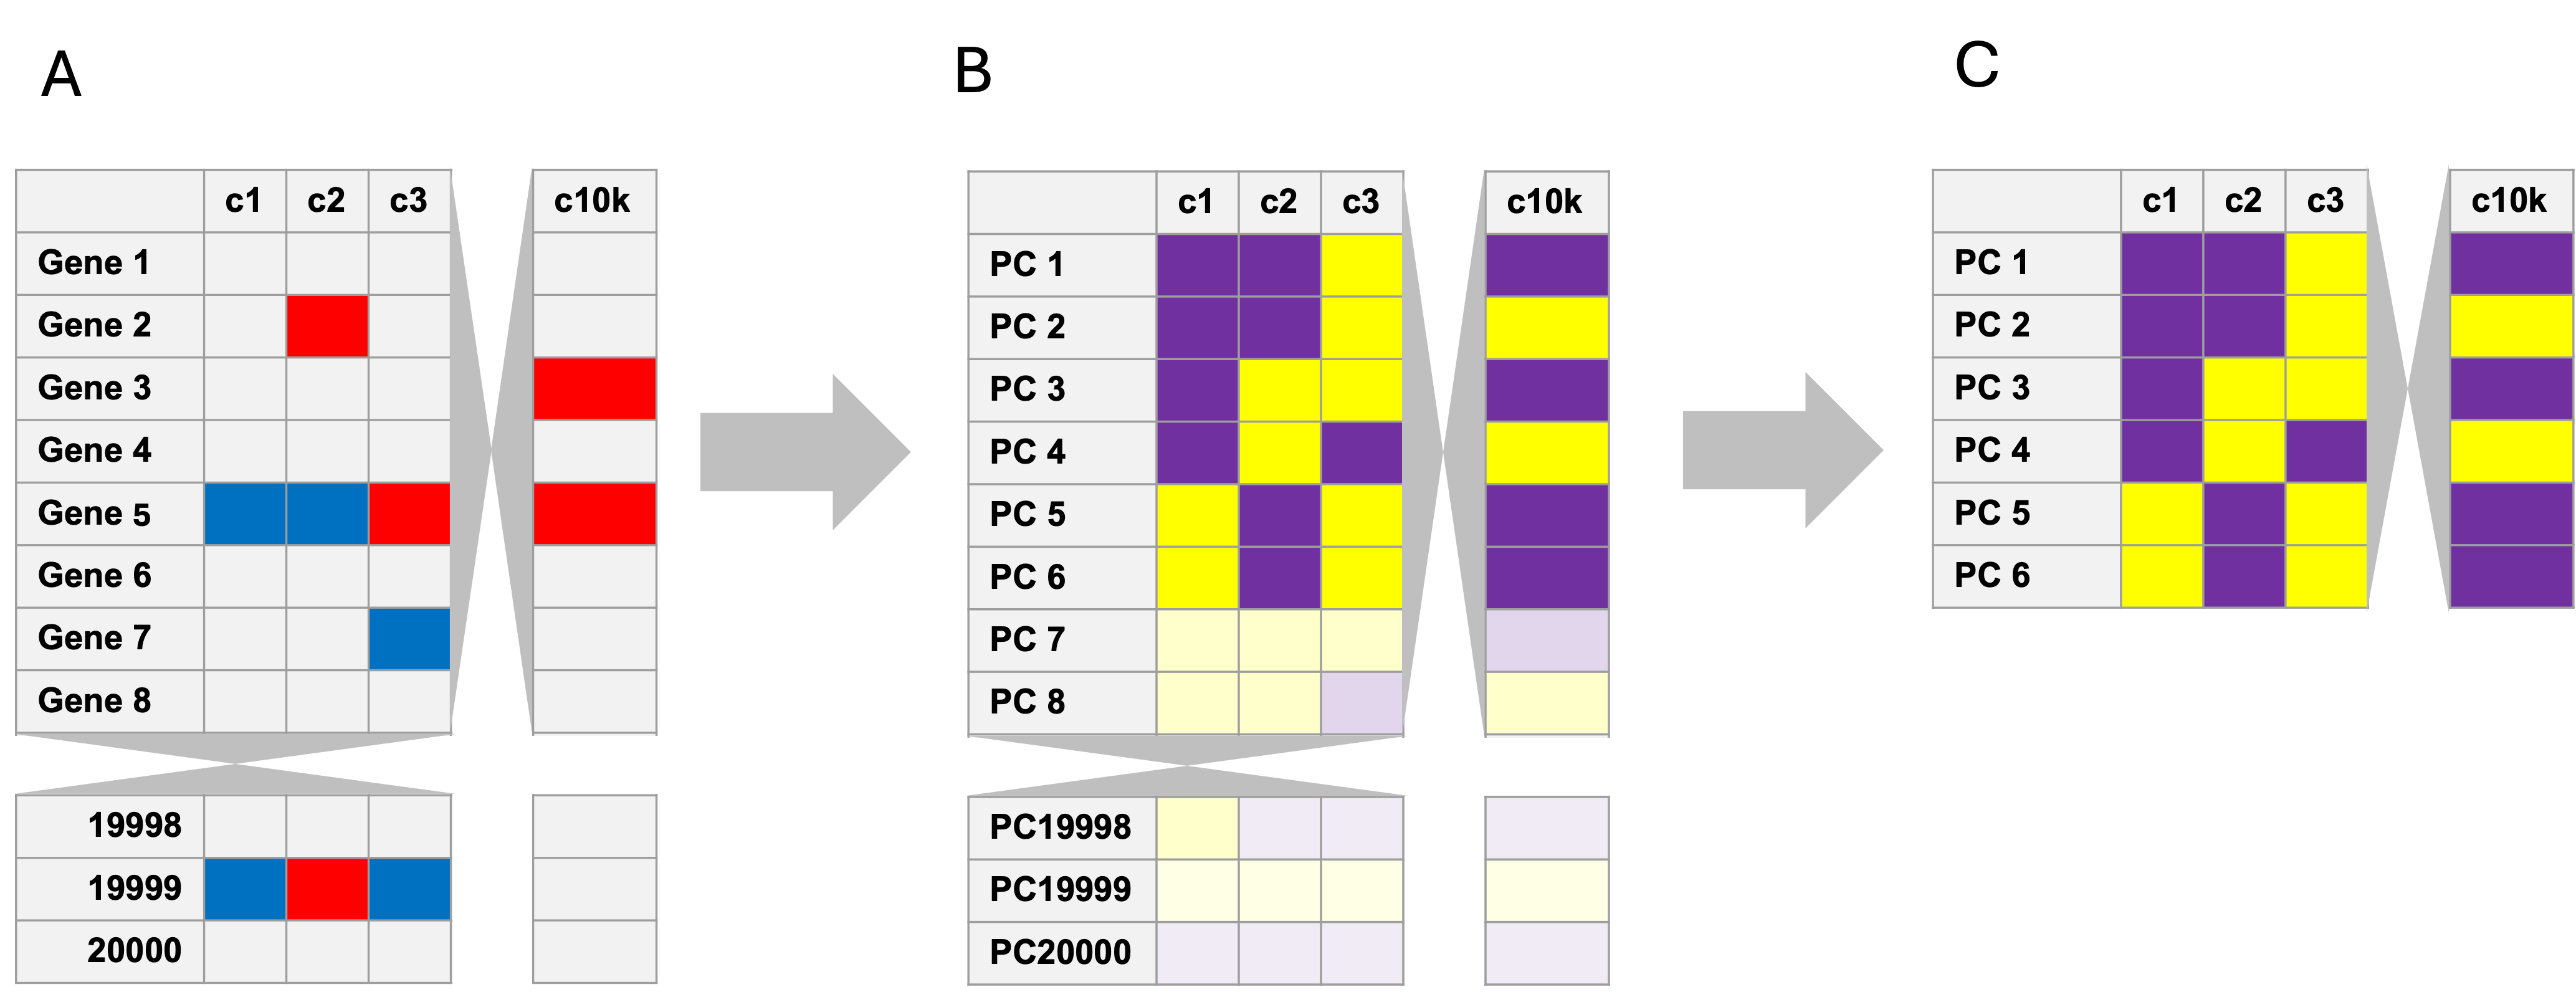 A
c1 c2 c3 c10k
Gene 1
Gene 2
Gene 3
Gene 4
Gene 5
Gene 6
Gene 7
Gene 8
19998
19999
20000
B
c1 c2 c3 c10k
PC 1
PC 2
PC 3
PC 4
PC 5
PC 6
PC 7
PC 8
PC19998
PC19999
PC20000
C
c1 c2 c3 c10k
PC 1
PC 2
PC 3
PC 4
PC 5
PC 6